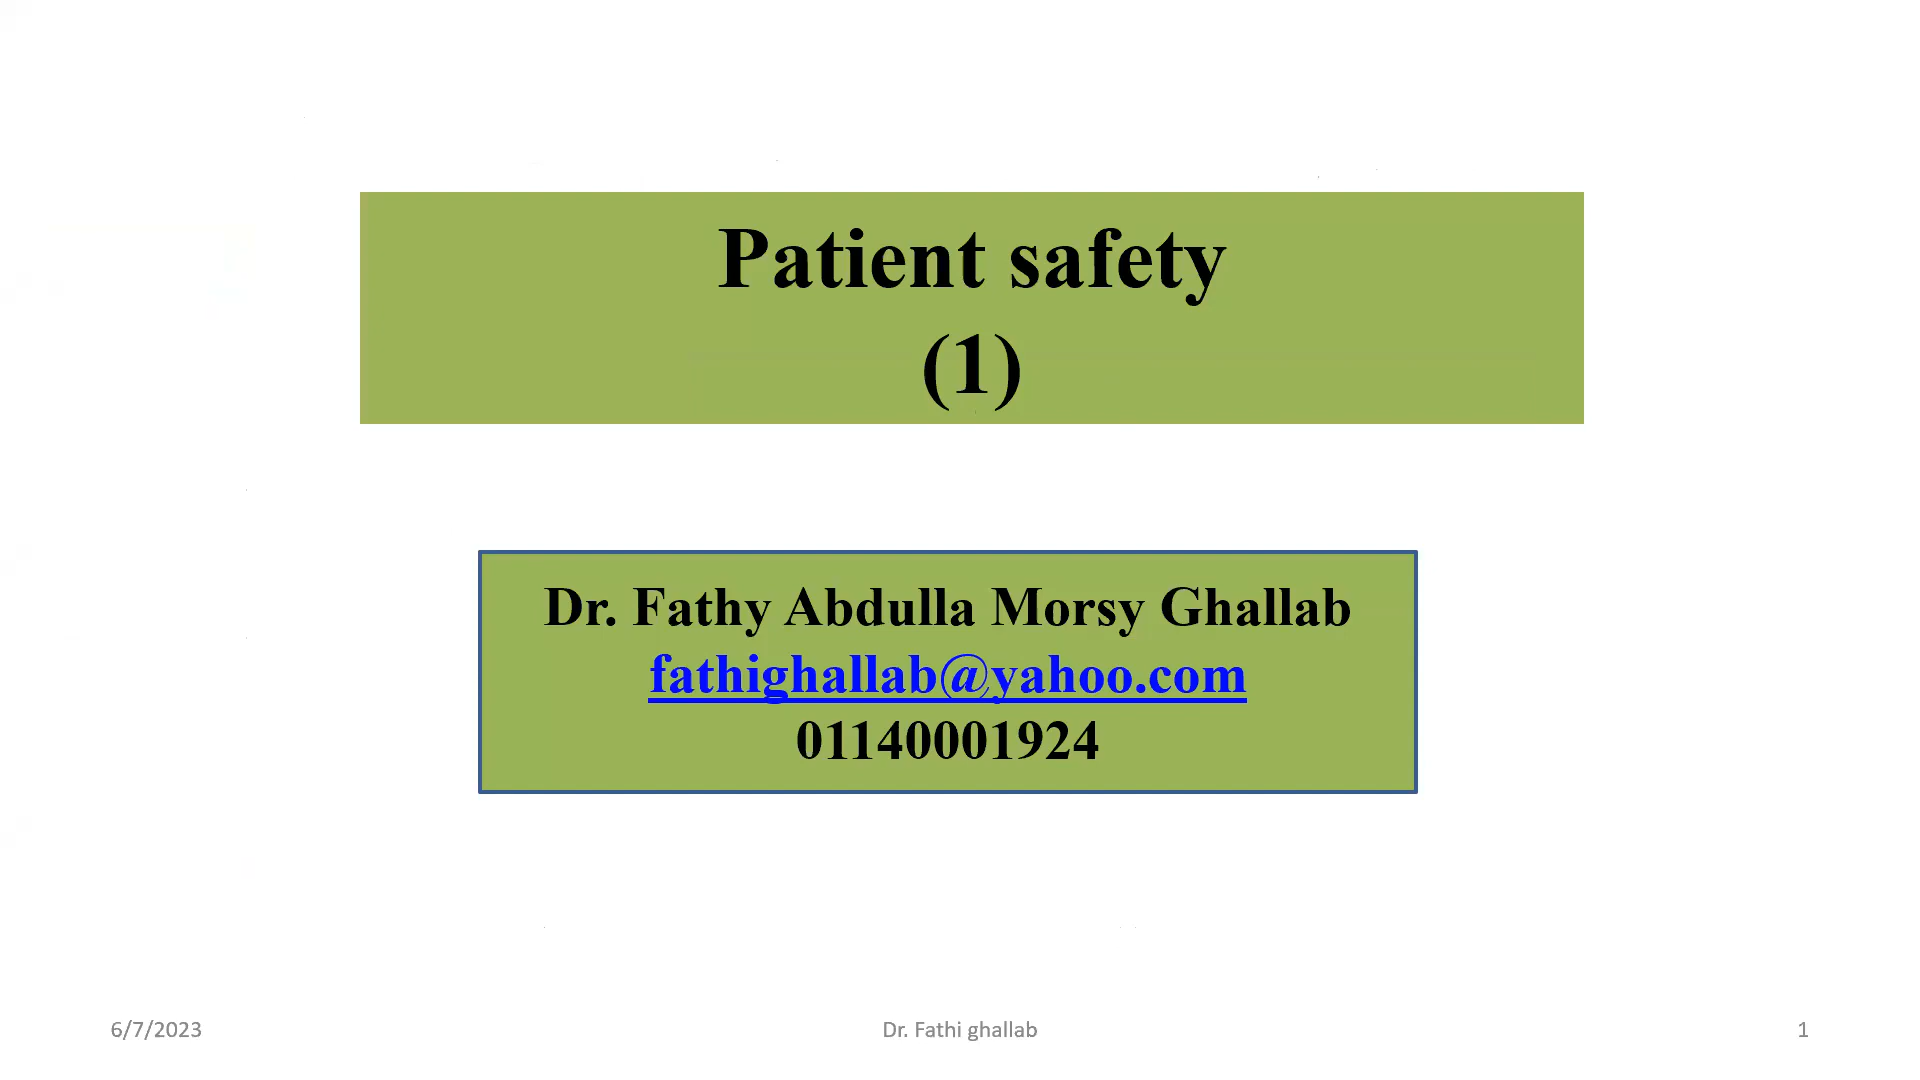 Patient safety
(1)
Dr. Fathy Abdulla Morsy Ghallab
fathighallab@yahoo.com
01140001924
6/7/2023
Dr. Fathi ghallab
1